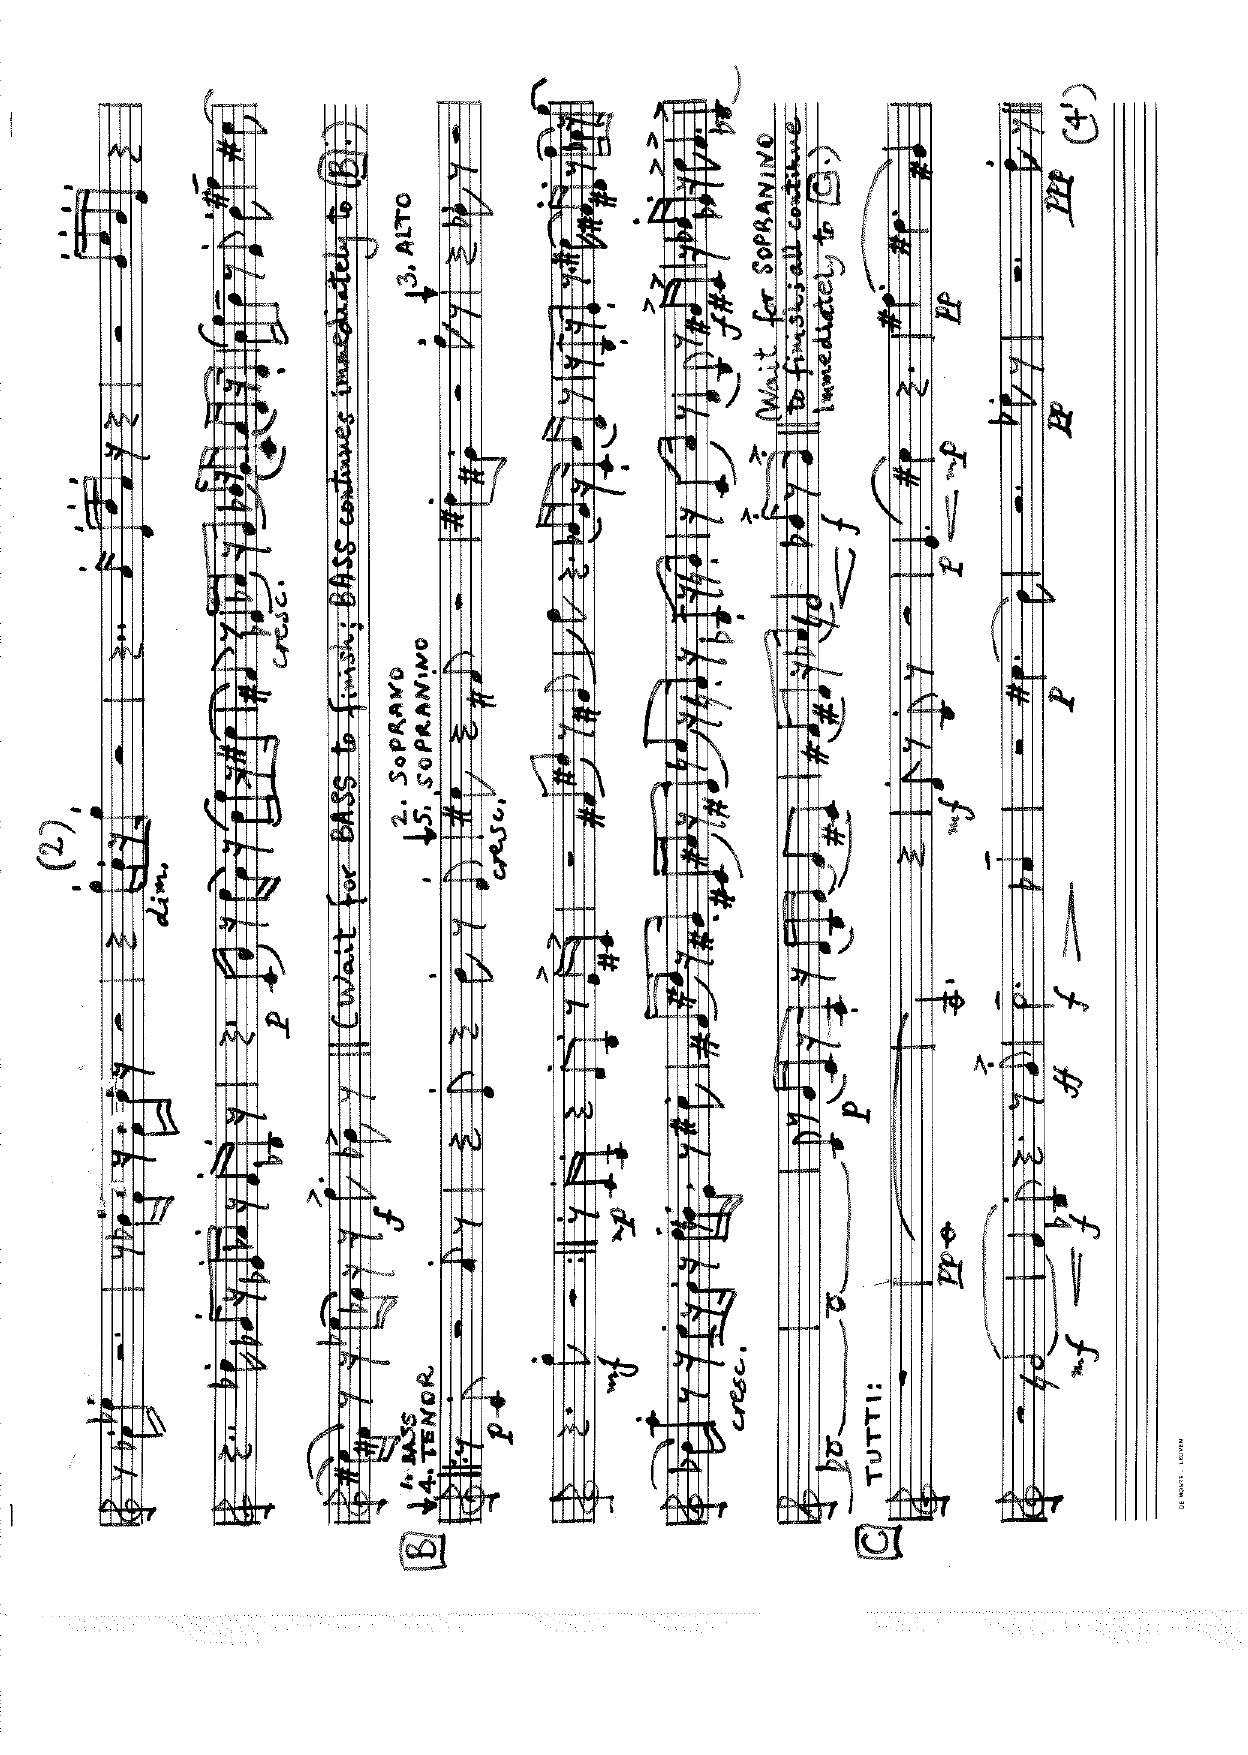 (2)
dim.
p
cresc.
f
(Wait for BASS to finish; BASS continues immediately to B.)
B
1. BASS
4. TENOR
2. SOPRANO
5. SOPRANINO
3. ALTO
p
cresc.
mf
mp
cresc.
f
p
f
(Wait for SOPRANINO
to finish; all continue
immediately to C.)
C
TUTTI:
pp
mf
p
mp
pp
mf
f
ff
f
p
pp
ppp
(4')
DE MONTE - LEUVEN